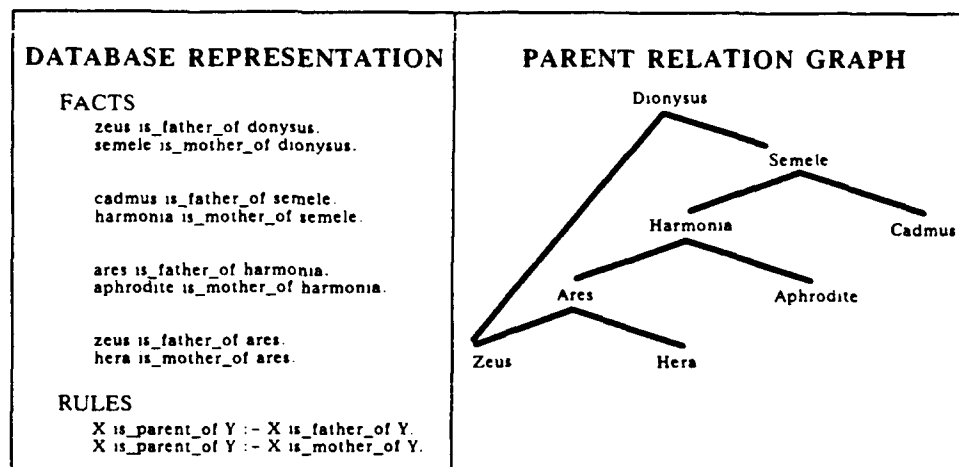 DATABASE REPRESENTATION
FACTS
zeus is_father_of donysus.
semele is_mother_of dionysus.
cadmus is_father_of semele.
harmonia is_mother_of semele.
ares is_father_of harmonia.
aphrodite is_mother_of harmonia.
zeus is_father_of ares.
hera is_mother_of ares.
RULES
X is_parent_of Y :- X is_father_of Y.
X is_parent_of Y :- X is_mother_of Y.
PARENT RELATION GRAPH
Dionysus
Semele
Harmonia
Cadmus
Ares
Aphrodite
Zeus
Hera